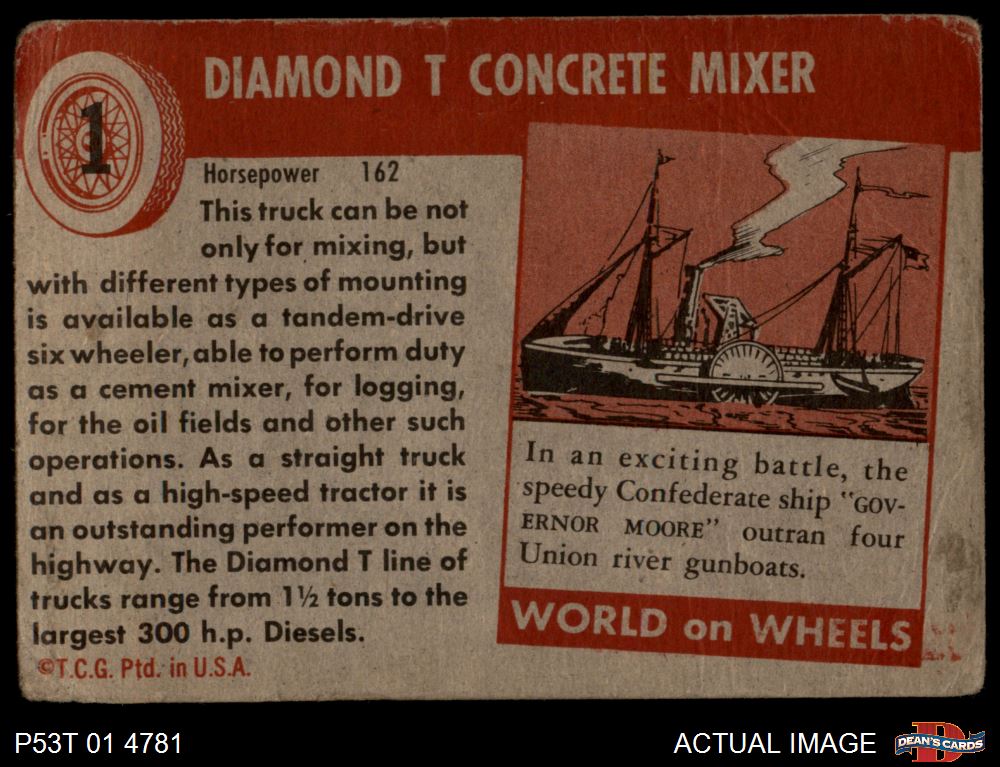 1
DIAMOND T CONCRETE MIXER
Horsepower 162
This truck can be not
only for mixing, but
with different types of mounting
is available as a tandem-drive
six wheeler, able to perform duty
as a cement mixer, for logging,
for the oil fields and other such
operations. As a straight truck
and as a high-speed tractor it is
an outstanding performer on the
highway. The Diamond T line of
trucks range from 1½ tons to the
largest 300 h.p. Diesels.
©T.C.G. Ptd. in U.S.A.
In an exciting battle, the
speedy Confederate ship "GOV-
ERNOR MOORE" outran four
Union river gunboats.
WORLD on WHEELS
P53T 01 4781
ACTUAL IMAGE
D
DEAN'S CARDS